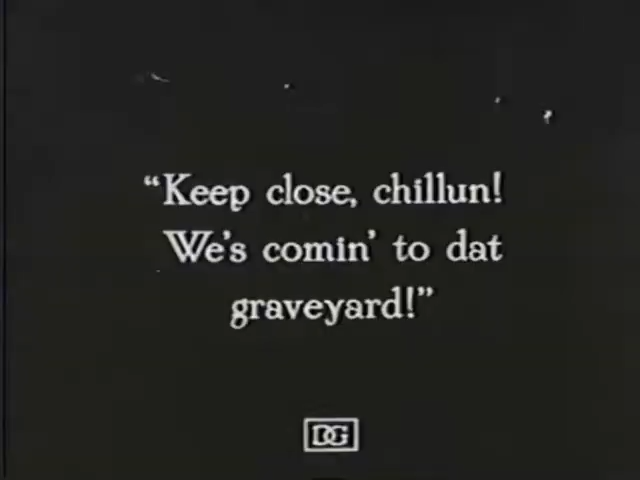 “Keep close, chillun!
We's comin' to dat
graveyard!”
DG